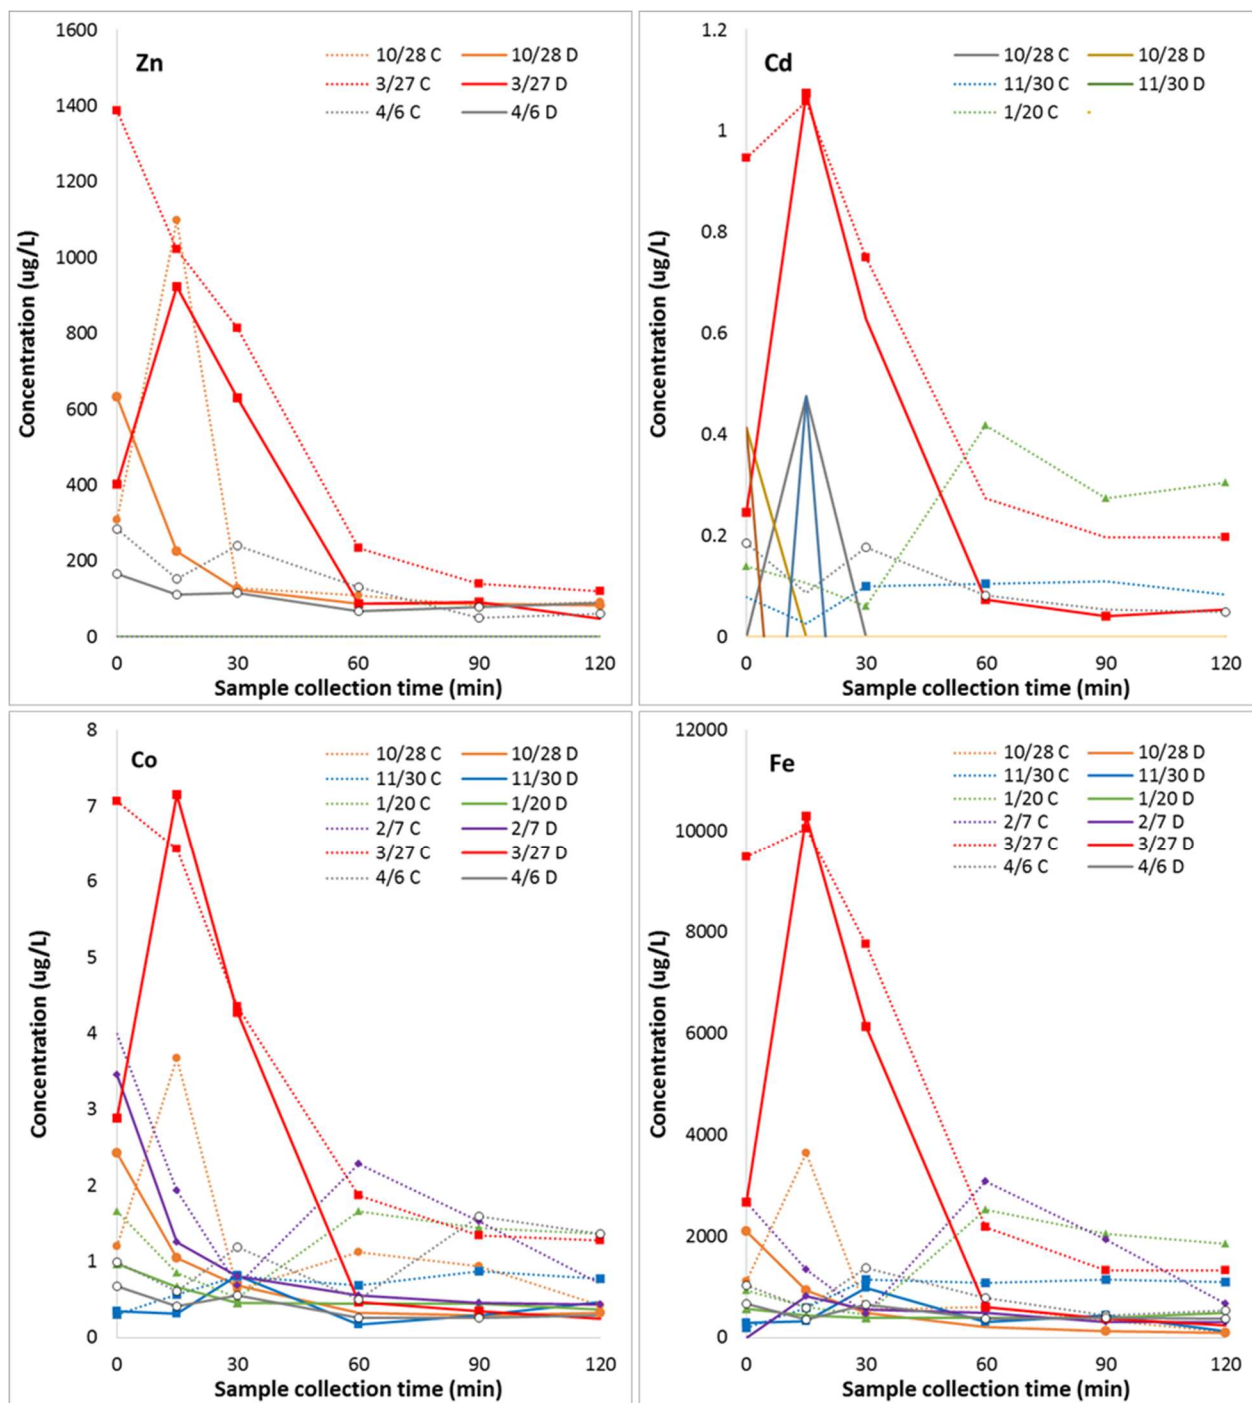 Zn
1600
1400
1200
1000
800
600
400
200
0
10/28 C 10/28 D
3/27 C 3/27 D
4/6 C 4/6 D
Concentration (ug/L)
0 30 60 90 120
Sample collection time (min)
Cd
1.2
1
0.8
0.6
0.4
0.2
0
10/28 C 10/28 D
11/30 C 11/30 D
1/20 C
Concentration (ug/L)
0 30 60 90 120
Sample collection time (min)
Co
8
7
6
5
4
3
2
1
0
10/28 C 10/28 D
11/30 C 11/30 D
1/20 C 1/20 D
2/7 C 2/7 D
3/27 C 3/27 D
4/6 C 4/6 D
Concentration (ug/L)
0 30 60 90 120
Sample collection time (min)
Fe
12000
10000
8000
6000
4000
2000
0
10/28 C 10/28 D
11/30 C 11/30 D
1/20 C 1/20 D
2/7 C 2/7 D
3/27 C 3/27 D
4/6 C 4/6 D
Concentration (ug/L)
0 30 60 90 120
Sample collection time (min)